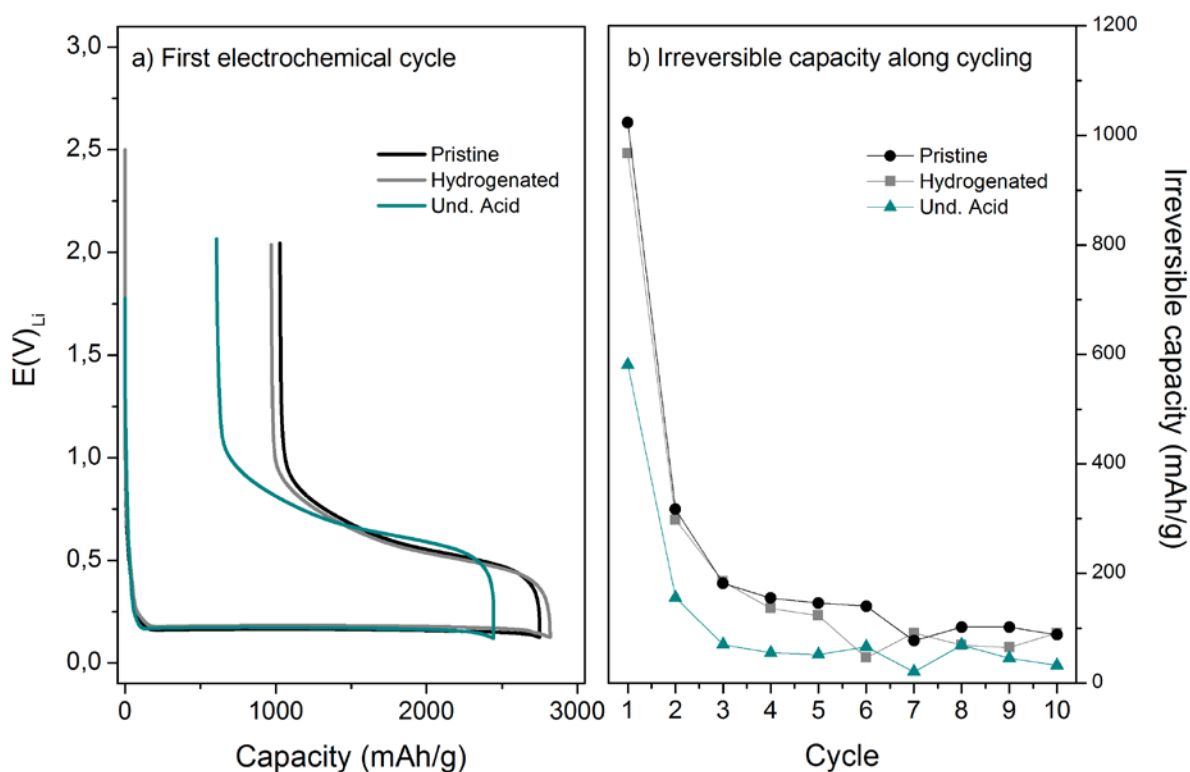 a) First electrochemical cycle
3,0
2,5
2,0
1,5
1,0
0,5
0,0
E(V)Li
Pristine
Hydrogenated
Und. Acid
0
1000
2000
3000
Capacity (mAh/g)
b) Irreversible capacity along cycling
Pristine
Hydrogenated
Und. Acid
1200
1000
800
600
400
200
0
Irreversible capacity (mAh/g)
1 2 3 4 5 6 7 8 9 10
Cycle